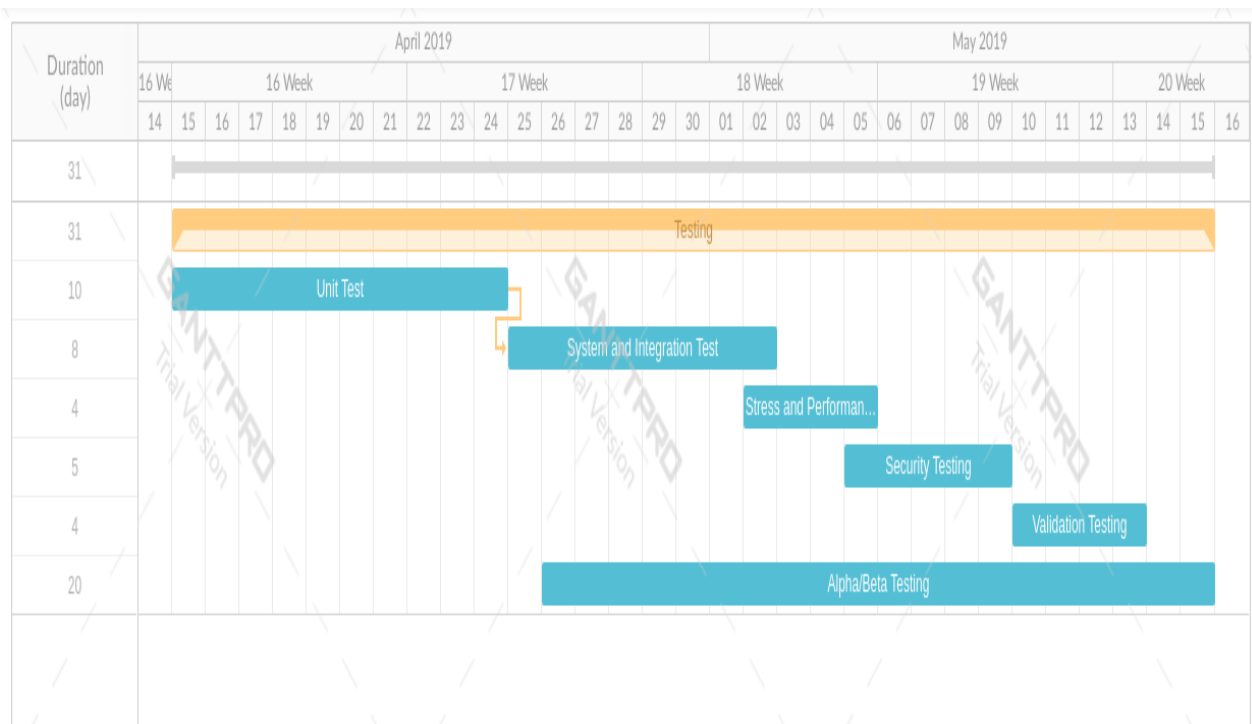 Duration
(day)
April 2019 May 2019
16 We 16 Week 17 Week 18 Week 19 Week 20 Week
14 15 16 17 18 19 20 21 22 23 24 25 26 27 28 29 30 01 02 03 04 05 06 07 08 09 10 11 12 13 14 15 16
31
31 Testing
10 Unit Test
8 System and Integration Test
4 Stress and Performan...
5 Security Testing
4 Validation Testing
20 Alpha/Beta Testing
GANTTPRO
Trial Version
GANTTPRO
Trial Version
GANTTPRO
Trial Version